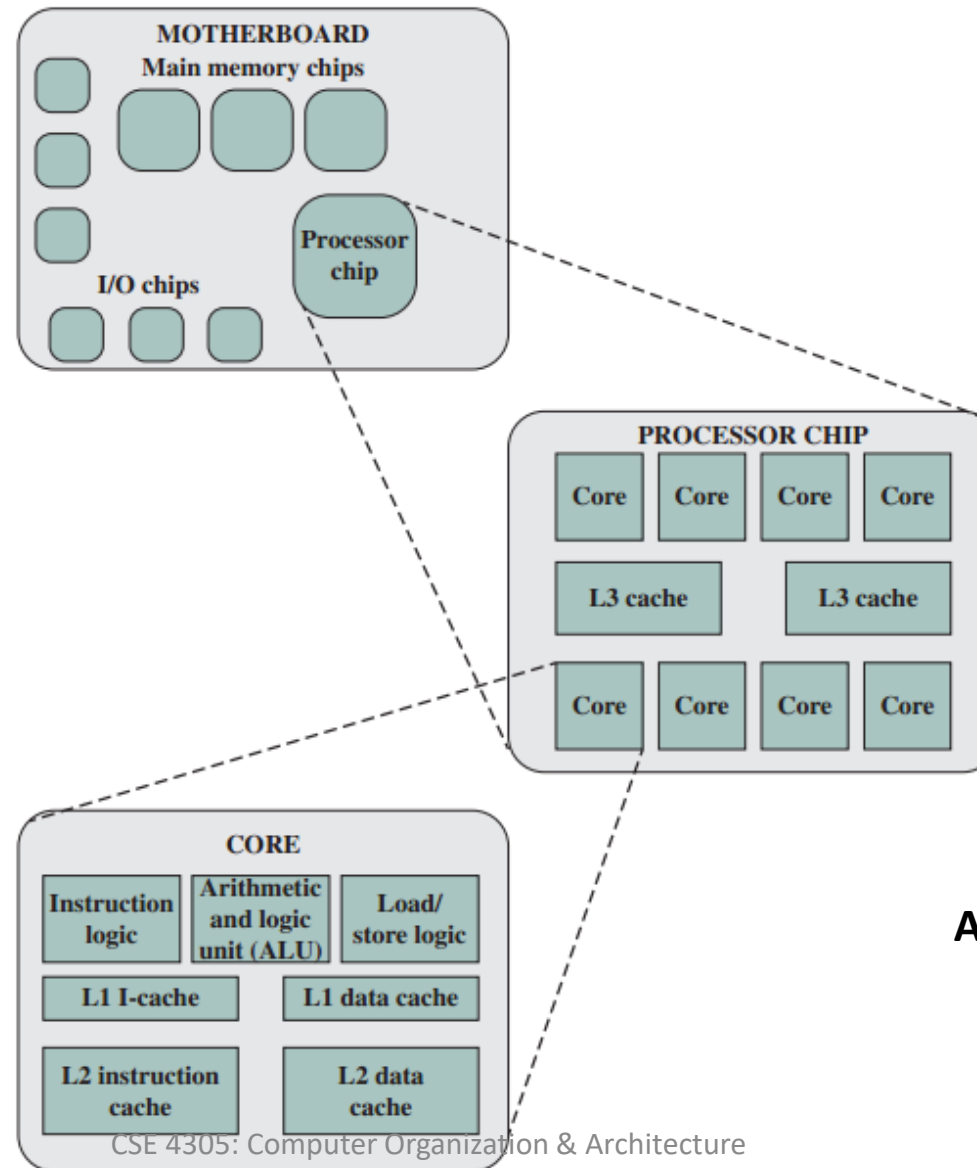 MOTHERBOARD
Main memory chips
Processor
chip
I/O chips
PROCESSOR CHIP
Core Core Core Core
L3 cache L3 cache
Core Core Core Core
CORE
Instruction
logic
Arithmetic
and logic
unit (ALU)
Load/
store logic
L1 I-cache L1 data cache
L2 instruction
cache
L2 data
cache
A
CSE 4305: Computer Organization & Architecture